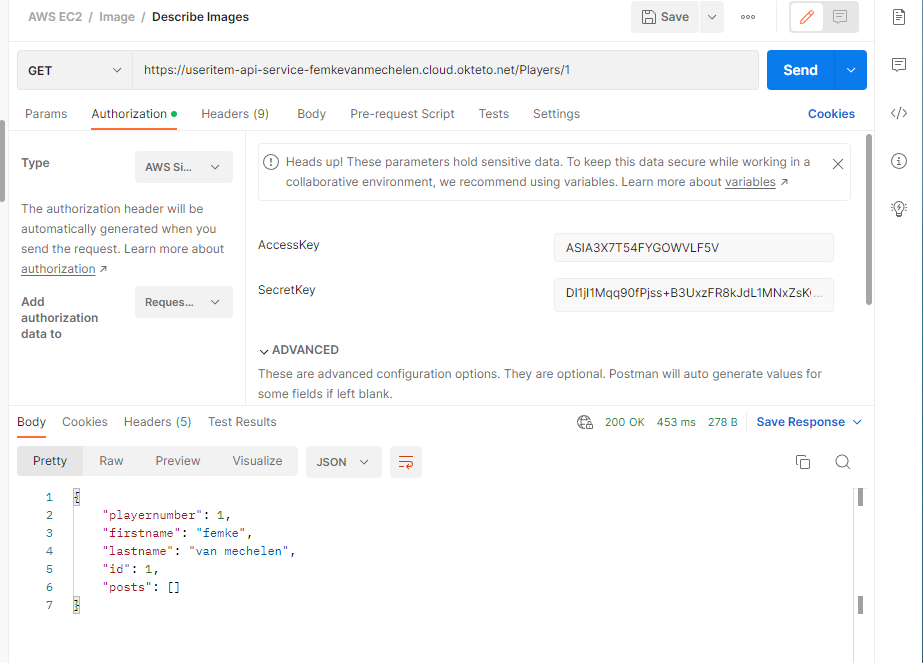 AWS EC2 / Image / Describe Images
Save
GET
https://useritem-api-service-femkevanmechelen.cloud.okteto.net/Players/1
Send
Params
Authorization
Headers (9)
Body
Pre-request Script
Tests
Settings
Cookies
Type
AWS Si...
The authorization header will be
automatically generated when you
send the request. Learn more about
authorization ↗
Add
authorization
data to
Reques...
Heads up! These parameters hold sensitive data. To keep this data secure while working in a
collaborative environment, we recommend using variables. Learn more about variables ↗
AccessKey
ASIA3X7T54FYGOWVLF5V
SecretKey
ADVANCED
These are advanced configuration options. They are optional. Postman will auto generate values for
some fields if left blank.
Body
Cookies
Headers (5)
Test Results
200 OK
453 ms
278 B
Save Response
Pretty
Raw
Preview
Visualize
JSON
1 {
2 "playernumber": 1,
3 "firstname": "femke",
4 "lastname": "van mechelen",
5 "id": 1,
6 "posts": []
7 }